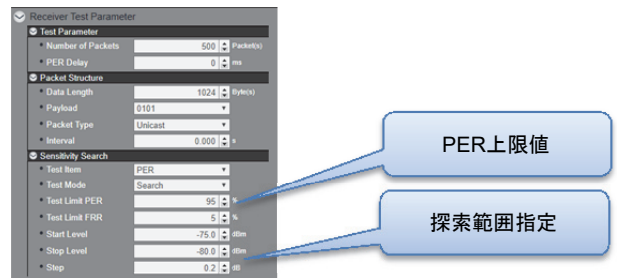 Receiver Test Parameter
Test Parameter
Number of Packets 500 Packet(s)
PER Delay 0 ms
Packet Structure
Data Length 1024 Byte(s)
Payload 0101
Packet Type Unicast
Interval 0.000 s
Sensitivity Search
Test Item PER
Test Mode Search
Test Limit PER 95 %
Test Limit FRR 5 %
Start Level -75.0 dBm
Stop Level -80.0 dBm
Step 0.2 dB
PER上限値
探索範囲指定